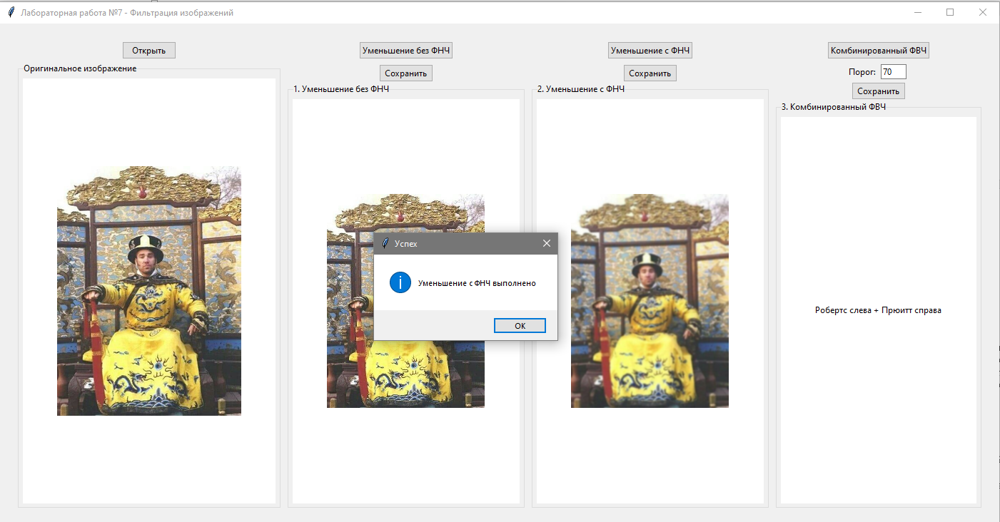 Лабораторная работа №7 - Фильтрация изображений
Открыть
Уменьшение без ФНЧ
Уменьшение с ФНЧ
Комбинированный ФВЧ
Сохранить
Сохранить
Порог: 70
Сохранить
Оригинальное изображение
1. Уменьшение без ФНЧ
2. Уменьшение с ФНЧ
3. Комбинированный ФВЧ
Успех
Уменьшение с ФНЧ выполнено
ОК
Робертс слева + Прюитт справа